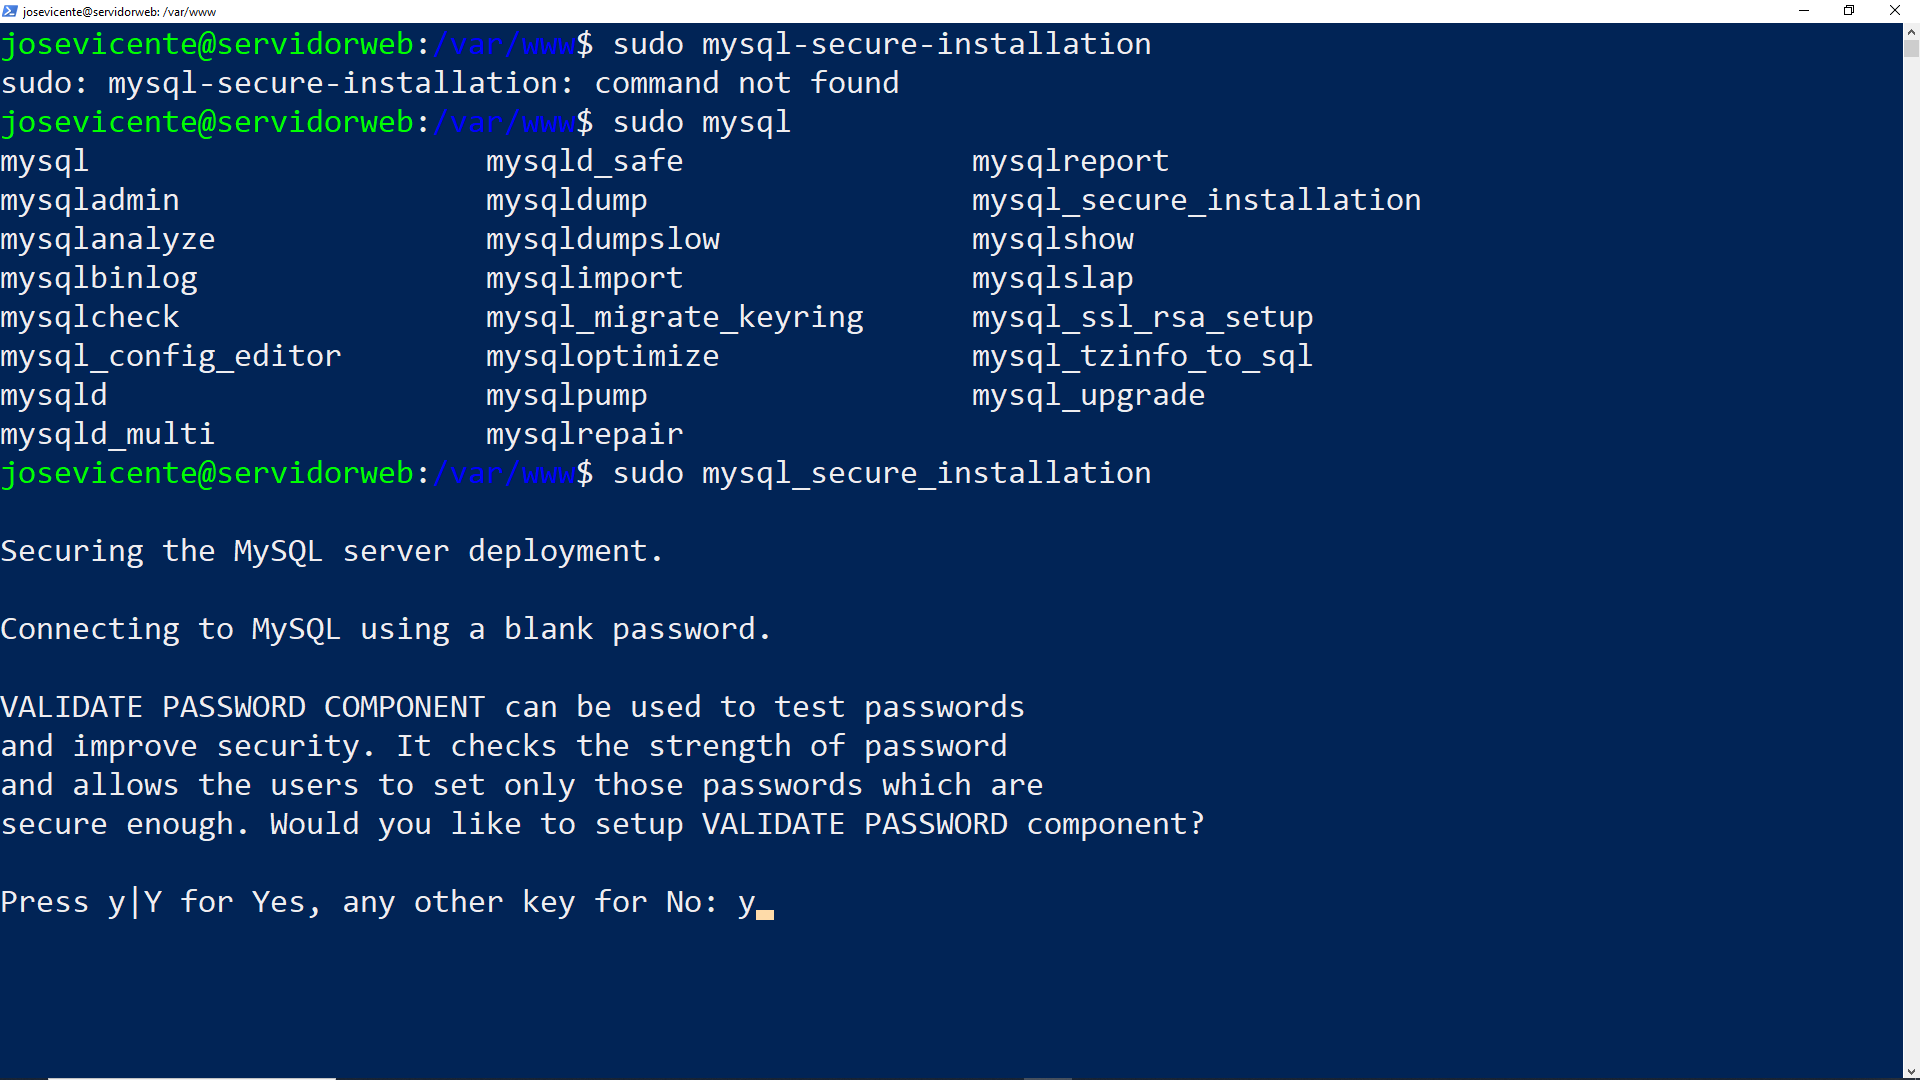 josevicente@servidorweb: /var/www
josevicente@servidorweb:/var/www$ sudo mysql-secure-installation
sudo: mysql-secure-installation: command not found
josevicente@servidorweb:/var/www$ sudo mysql
mysql mysqld_safe mysqlreport
mysqladmin mysqldump mysql_secure_installation
mysqlanalyze mysqldumpslow mysqlshow
mysqlbinlog mysqlimport mysqlslap
mysqlcheck mysql_migrate_keyring mysql_ssl_rsa_setup
mysql_config_editor mysqloptimize mysql_tzinfo_to_sql
mysqld mysqlpump mysql_upgrade
mysqld_multi mysqlrepair
josevicente@servidorweb:/var/www$ sudo mysql_secure_installation
Securing the MySQL server deployment.
Connecting to MySQL using a blank password.
VALIDATE PASSWORD COMPONENT can be used to test passwords
and improve security. It checks the strength of password
and allows the users to set only those passwords which are
secure enough. Would you like to setup VALIDATE PASSWORD component?
Press y|Y for Yes, any other key for No: y